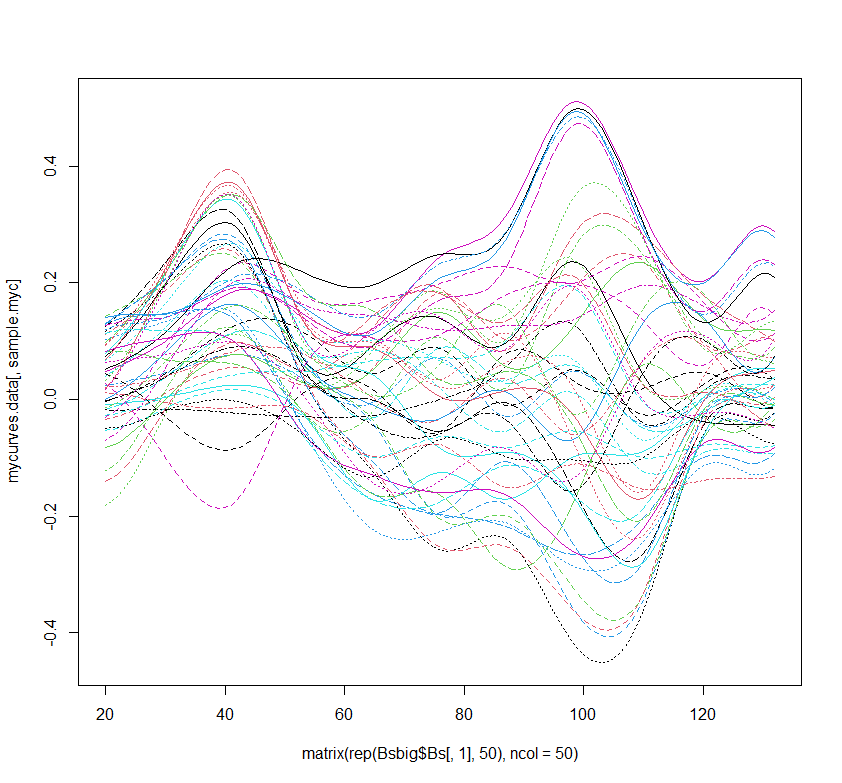 0.4
0.2
0.0
-0.2
-0.4
mycurves.data[, sample.myc]
20 40 60 80 100 120
matrix(rep(Bsbig$Bs[, 1], 50), ncol = 50)